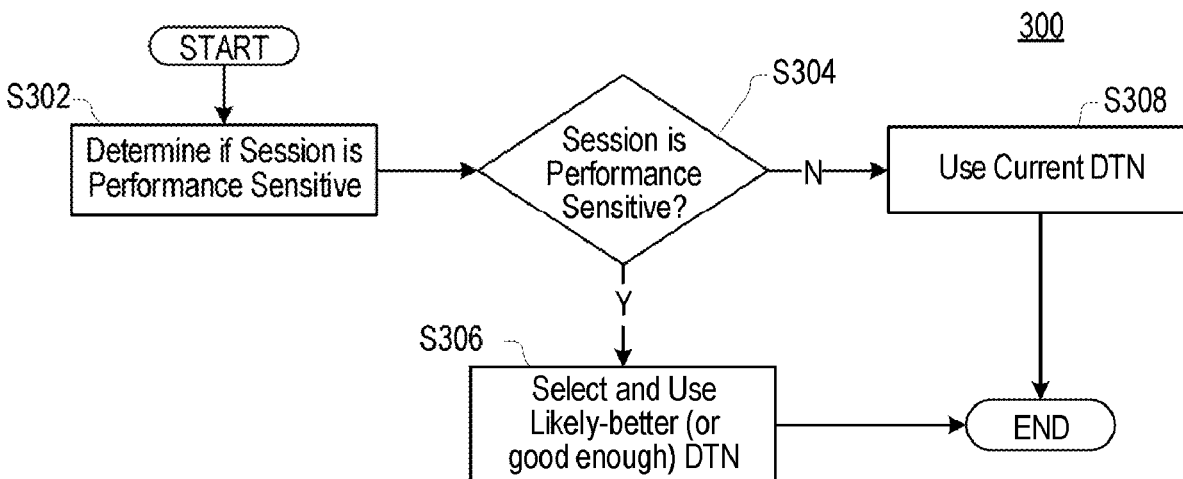 300
START
S302
Determine if Session is
Performance Sensitive
S304
Session is
Performance
Sensitive?
N
S308
Use Current DTN
Y
S306
Select and Use
Likely-better (or
good enough) DTN
END